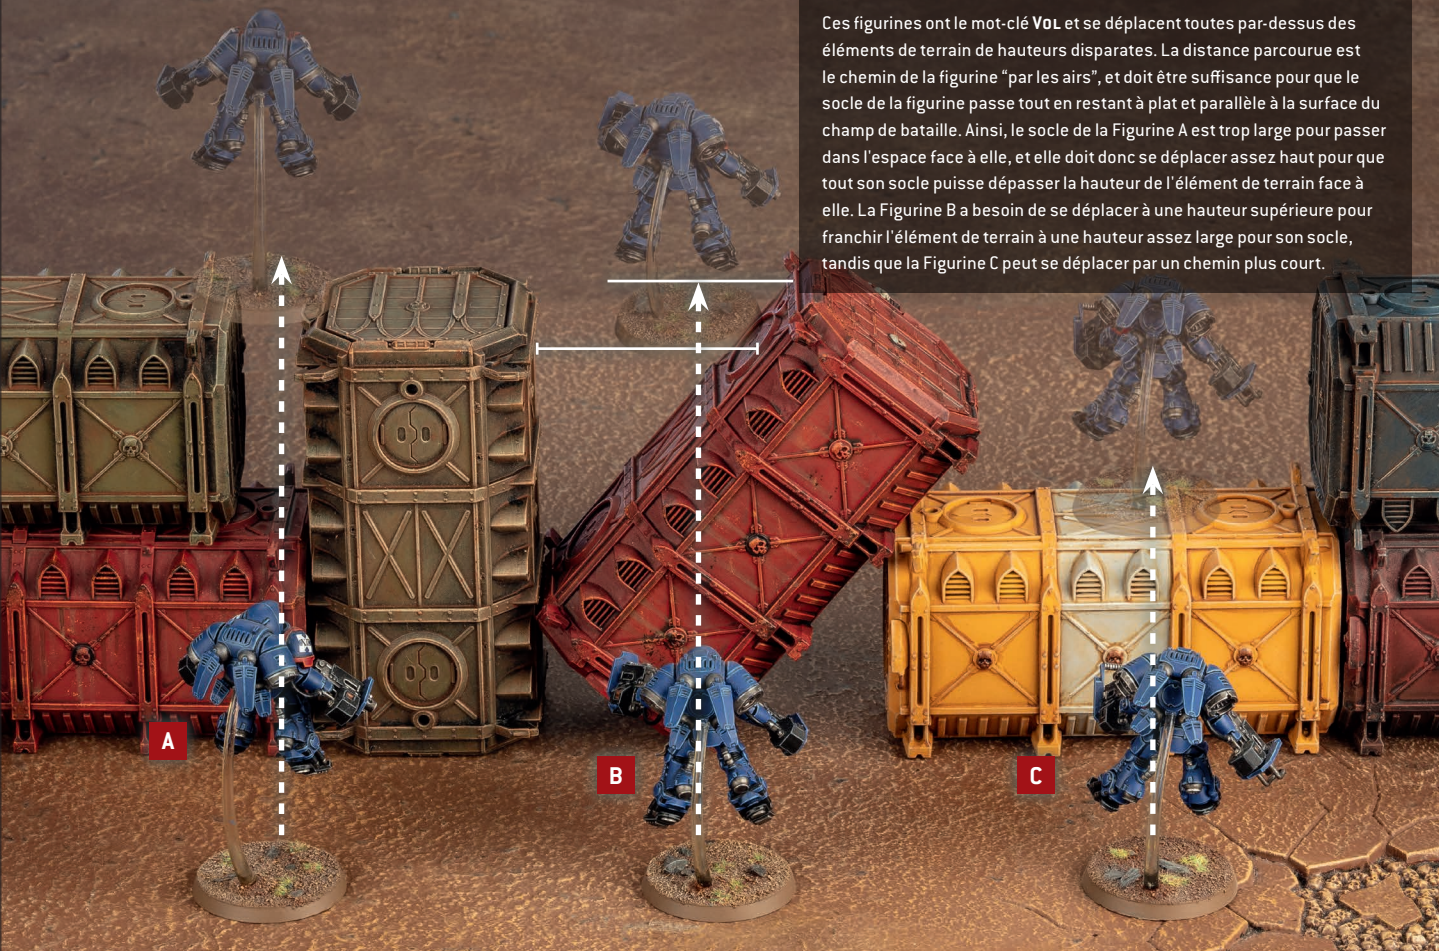 Ces figurines ont le mot-clé VOL et se déplacent toutes par-dessus des
éléments de terrain de hauteurs disparates. La distance parcourue est
le chemin de la figurine “par les airs”, et doit être suffisance pour que le
socle de la figurine passe tout en restant à plat et parallèle à la surface du
champ de bataille. Ainsi, le socle de la Figurine A est trop large pour passer
dans l'espace face à elle, et elle doit donc se déplacer assez haut pour que
tout son socle puisse dépasser la hauteur de l'élément de terrain face à
elle. La Figurine B a besoin de se déplacer à une hauteur supérieure pour
franchir l'élément de terrain à une hauteur assez large pour son socle,
tandis que la Figurine C peut se déplacer par un chemin plus court.
A
B
C